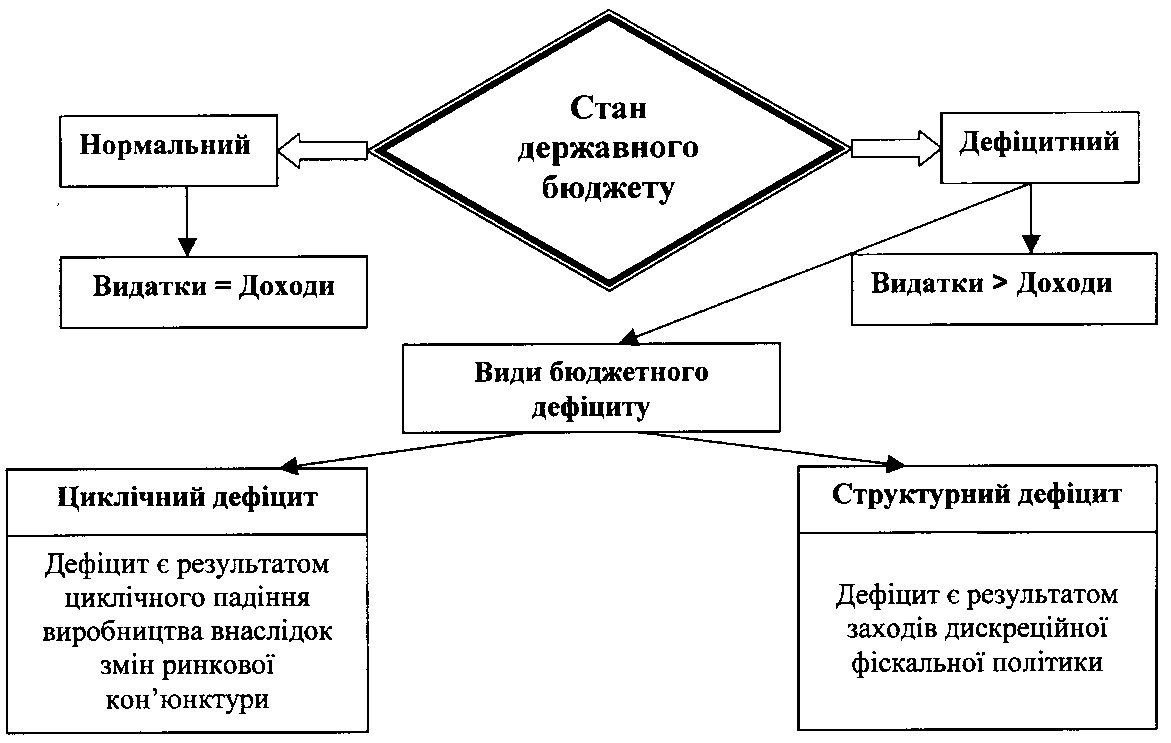 Стан
державного
бюджету
Нормальний
Дефіцитний
Видатки = Доходи
Видатки > Доходи
Види бюджетного
дефіциту
Циклічний дефіцит
Дефіцит є результатом
циклічного падіння
виробництва внаслідок
змін ринкової
кон’юнктури
Структурний дефіцит
Дефіцит є результатом
заходів дискреційної
фіскальної політики